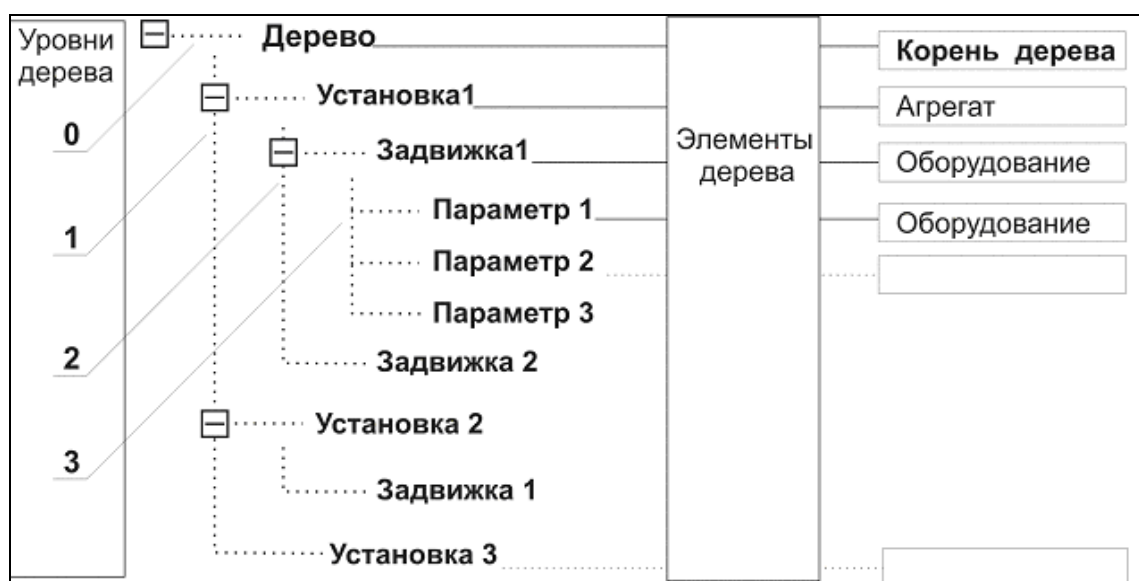 Уровни
дерева
0
1
2
3
Дерево
Установка1
Задвижка1
Параметр 1
Параметр 2
Параметр 3
Задвижка 2
Установка 2
Задвижка 1
Установка 3
Элементы
дерева
Корень дерева
Агрегат
Оборудование
Оборудование